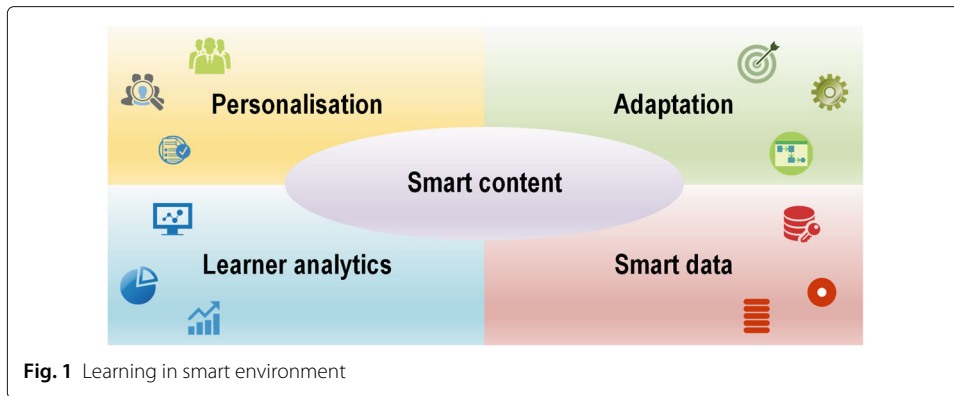 Personalisation
Adaptation
Smart content
Learner analytics
Smart data
Fig. 1 Learning in smart environment